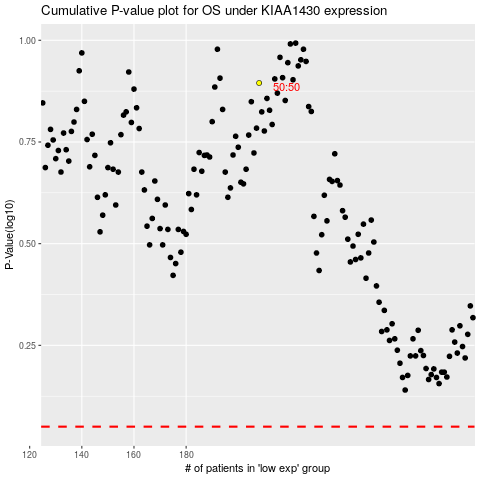 Cumulative P-value plot for OS under KIAA1430 expression
1.00
50:50
0.75
P-Value(log10)
0.50
0.25
120 140 160 180
# of patients in 'low exp' group